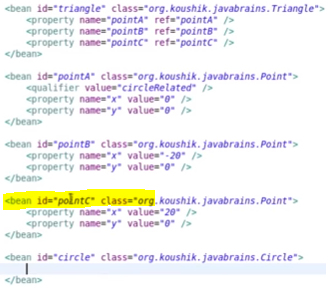 <bean id="triangle" class="org.koushik.javabrains.Triangle">
<property name="pointA" ref="pointA" />
<property name="pointB" ref="pointB" />
<property name="pointC" ref="pointC" />
</bean>
<bean id="pointA" class="org.koushik.javabrains.Point">
<qualifier value="circleRelated" />
<property name="x" value="0" />
<property name="y" value="0" />
</bean>
<bean id="pointB" class="org.koushik.javabrains.Point">
<property name="x" value="-20" />
<property name="y" value="0" />
</bean>
<bean id="pointC" class="org.koushik.javabrains.Point">
<property name="x" value="20" />
<property name="y" value="0" />
</bean>
<bean id="circle" class="org.koushik.javabrains.Circle">
</bean>